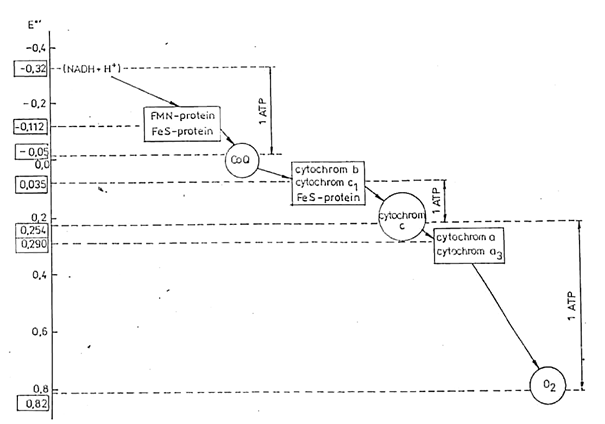 E°'
-0,4
-0,32
(NADH + H⁺)
-0,2
-0,112
-0,05
0,0
0,035
0,2
0,254
0,290
0,4
0,6
0,8
0,82
FMN-protein
FeS-protein
CoQ
1 ATP
cytochrom b
cytochrom c₁
FeS-protein
1 ATP
cytochrom
c
cytochrom a
cytochrom a₃
1 ATP
O₂